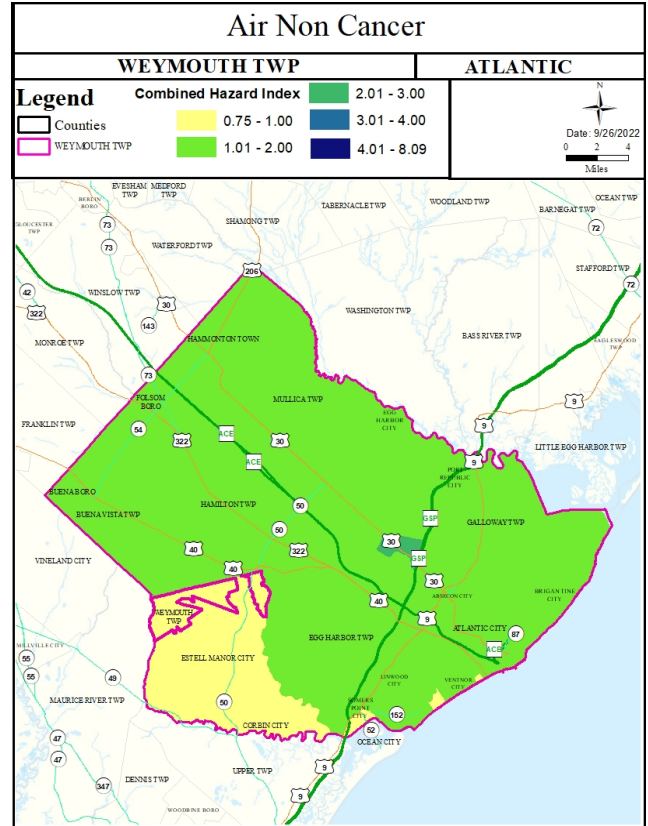 Air Non Cancer
WEYMOUTH TWP
ATLANTIC
Legend
Counties
WEYMOUTH TWP
Combined Hazard Index
0.75 - 1.00
1.01 - 2.00
2.01 - 3.00
3.01 - 4.00
4.01 - 8.09
N
Date: 9/26/2022
0 2 4
Miles
EVESHAM TWP
MEDFORD TWP
BERLIN BORO
TABERNACLE TWP
WOODLAND TWP
OCEAN TWP
BARNEGAT TWP
GLOUCESTER TWP
73
SHAMONG TWP
72
73
WATERFORD TWP
STAFFORD TWP
206
72
42
WINSLOW TWP
30
322
WASHINGTON TWP
143
BASS RIVER TWP
MONROE TWP
HAMMONTON TOWN
EAGLESWOOD TWP
73
FOLSOM BORO
MULLICA TWP
9
EGG HARBOR CITY
FRANKLIN TWP
54
ACE
9
322
30
LITTLE EGG HARBOR TWP
ACE
9
PORT REPUBLIC CITY
BUENA BORO
HAMILTON TWP
50
BUENA VISTA TWP
GSP
GALLOWAY TWP
50
30
40
322
GSP
VINELAND CITY
40
30
BRIGANTINE CITY
40
ABSECON CITY
WEYMOUTH TWP
9
ATLANTIC CITY
87
EGG HARBOR TWP
MILLVILLE CITY
ACE
ESTELL MANOR CITY
55
55
49
LINWOOD CITY
VENTNOR CITY
MAURICE RIVER TWP
50
SOMERS POINT CITY
152
CORBIN CITY
52
47
OCEAN CITY
47
UPPER TWP
9
DENNIS TWP
347
9
WOODBINE BORO